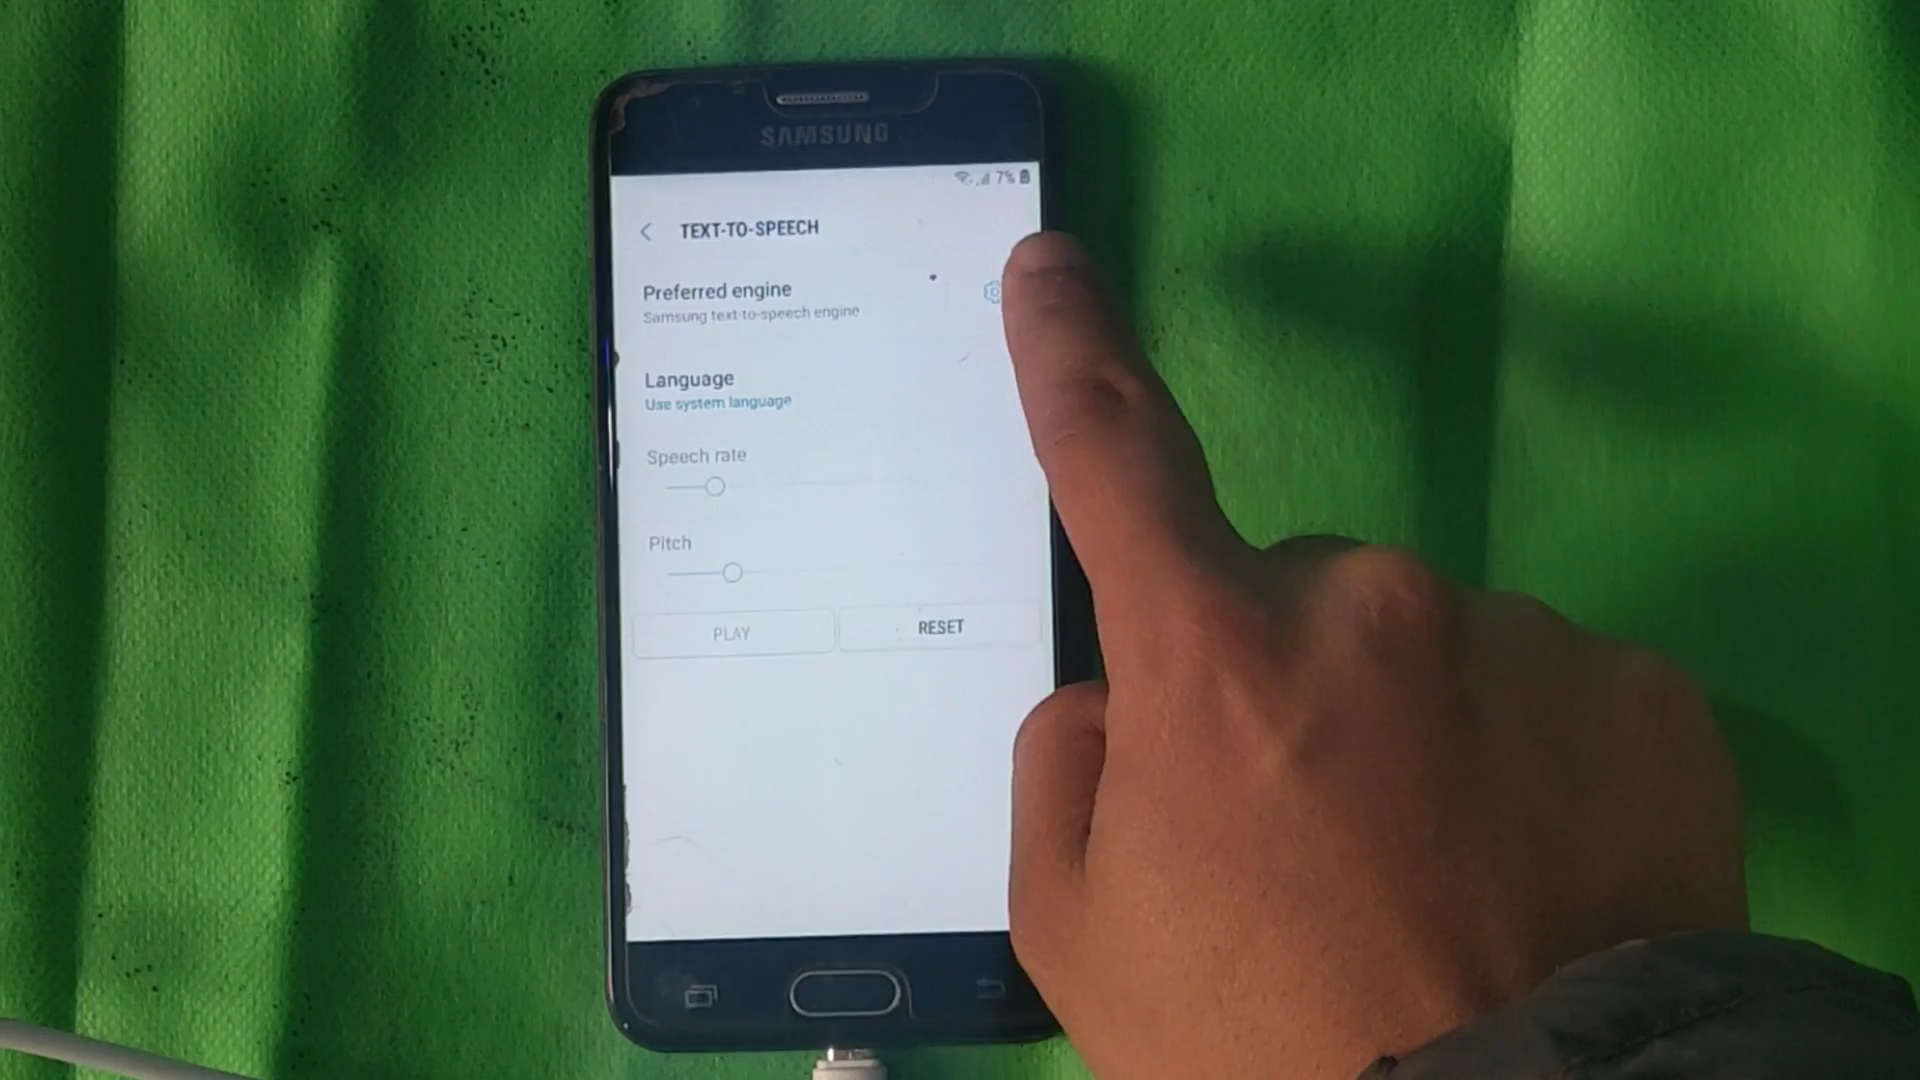 SAMSUNG
7%
TEXT-TO-SPEECH
Preferred engine
Samsung text-to-speech engine
Language
Use system language
Speech rate
Pitch
PLAY
RESET